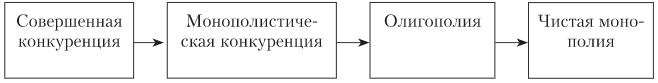 Совершенная
конкуренция
Монополистиче-
ская конкуренция
Олигополия
Чистая моно-
полия